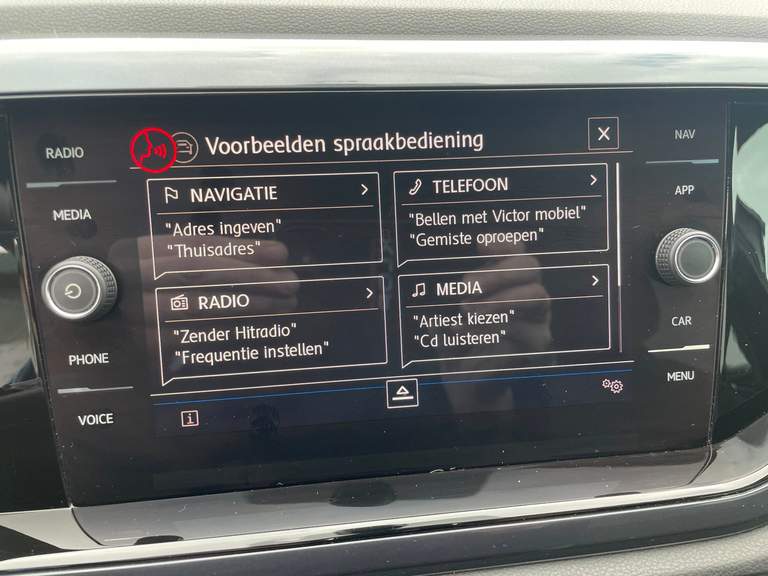 RADIO
MEDIA
PHONE
VOICE
Voorbeelden spraakbediening
X
NAVIGATIE
"Adres ingeven"
"Thuisadres"
TELEFOON
"Bellen met Victor mobiel"
"Gemiste oproepen"
RADIO
"Zender Hitradio"
"Frequentie instellen"
MEDIA
"Artiest kiezen"
"Cd luisteren"
i
NAV
APP
CAR
MENU